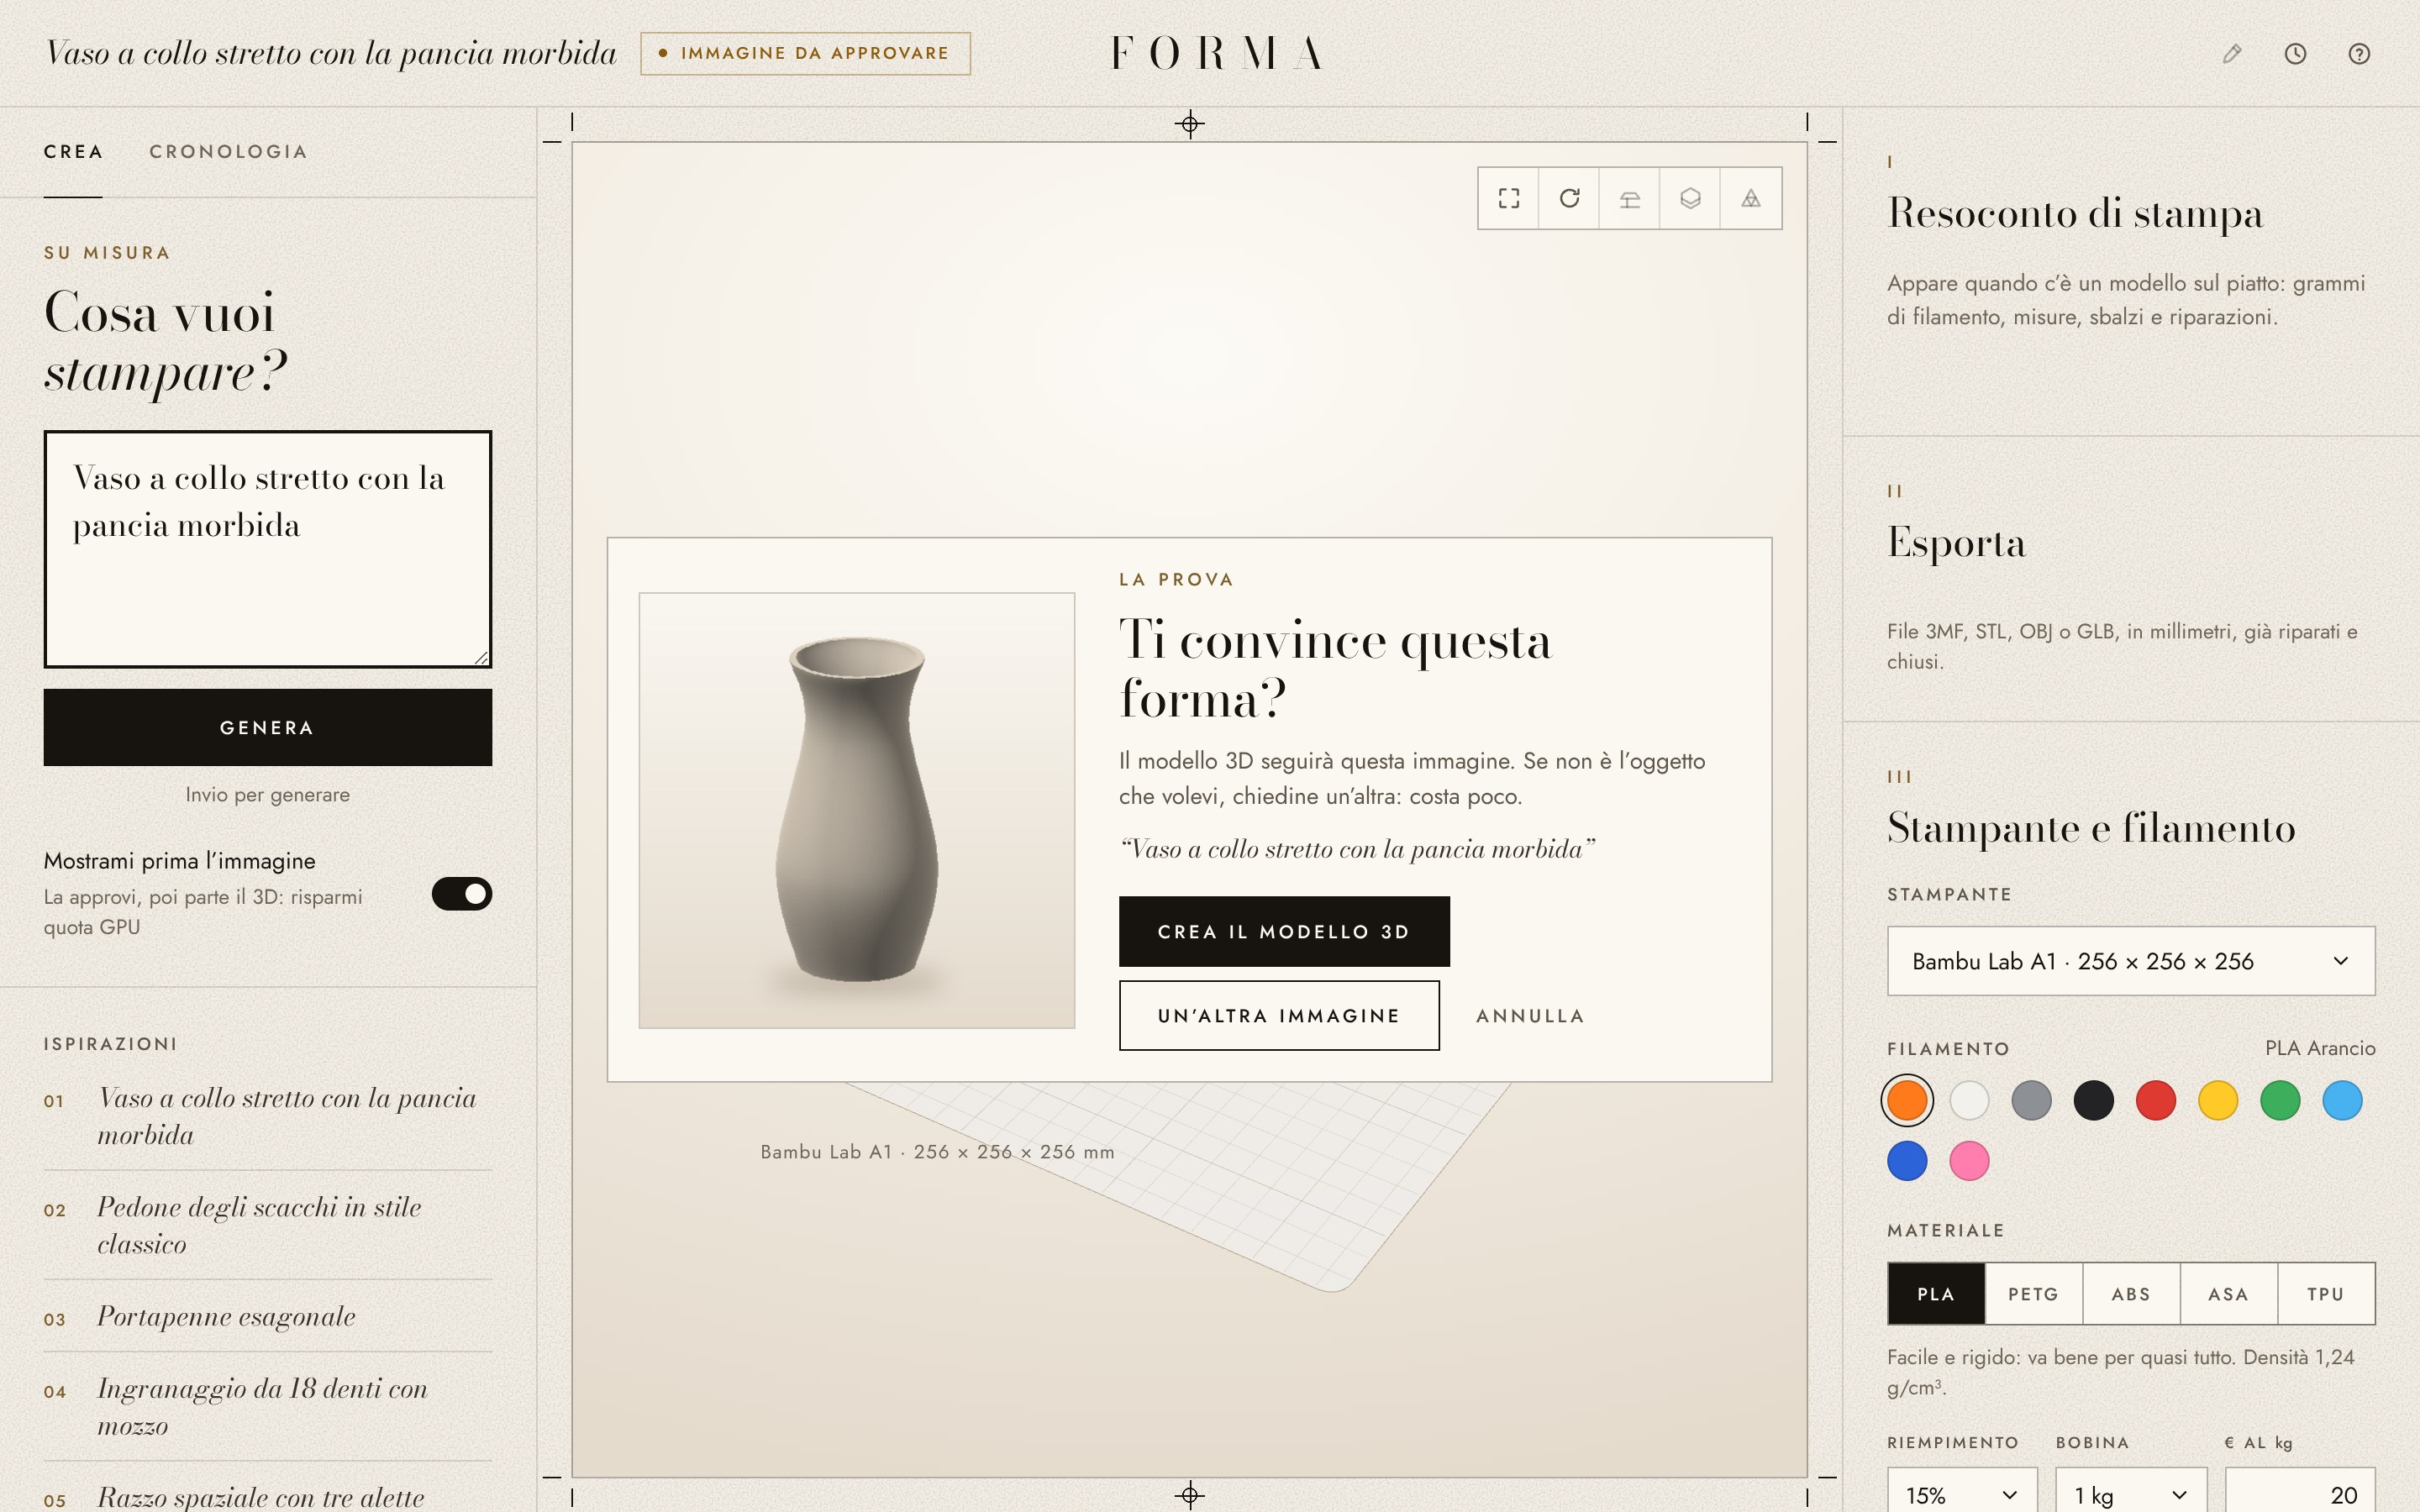 Vaso a collo stretto con la pancia morbida
IMMAGINE DA APPROVARE
FORMA
CREA
CRONOLOGIA
SU MISURA
Cosa vuoi
stampare?
Vaso a collo stretto con la
pancia morbida
GENERA
Invio per generare
Mostrami prima l’immagine
La approvi, poi parte il 3D: risparmi
quota GPU
ISPIRAZIONI
01 Vaso a collo stretto con la pancia
morbida
02 Pedone degli scacchi in stile
classico
03 Portapenne esagonale
04 Ingranaggio da 18 denti con
mozzo
05 Razzo spaziale con tre alette
LA PROVA
Ti convince questa
forma?
Il modello 3D seguirà questa immagine. Se non è l’oggetto
che volevi, chiedine un’altra: costa poco.
“Vaso a collo stretto con la pancia morbida”
CREA IL MODELLO 3D
UN’ALTRA IMMAGINE
ANNULLA
Bambu Lab A1 · 256 × 256 × 256 mm
I
Resoconto di stampa
Appare quando c’è un modello sul piatto: grammi
di filamento, misure, sbalzi e riparazioni.
II
Esporta
File 3MF, STL, OBJ o GLB, in millimetri, già riparati e
chiusi.
III
Stampante e filamento
STAMPANTE
Bambu Lab A1 · 256 × 256 × 256
FILAMENTO
PLA Arancio
MATERIALE
PLA
PETG
ABS
ASA
TPU
Facile e rigido: va bene per quasi tutto. Densità 1,24
g/cm³.
RIEMPIMENTO
BOBINA
€ AL kg
15%
1 kg
20